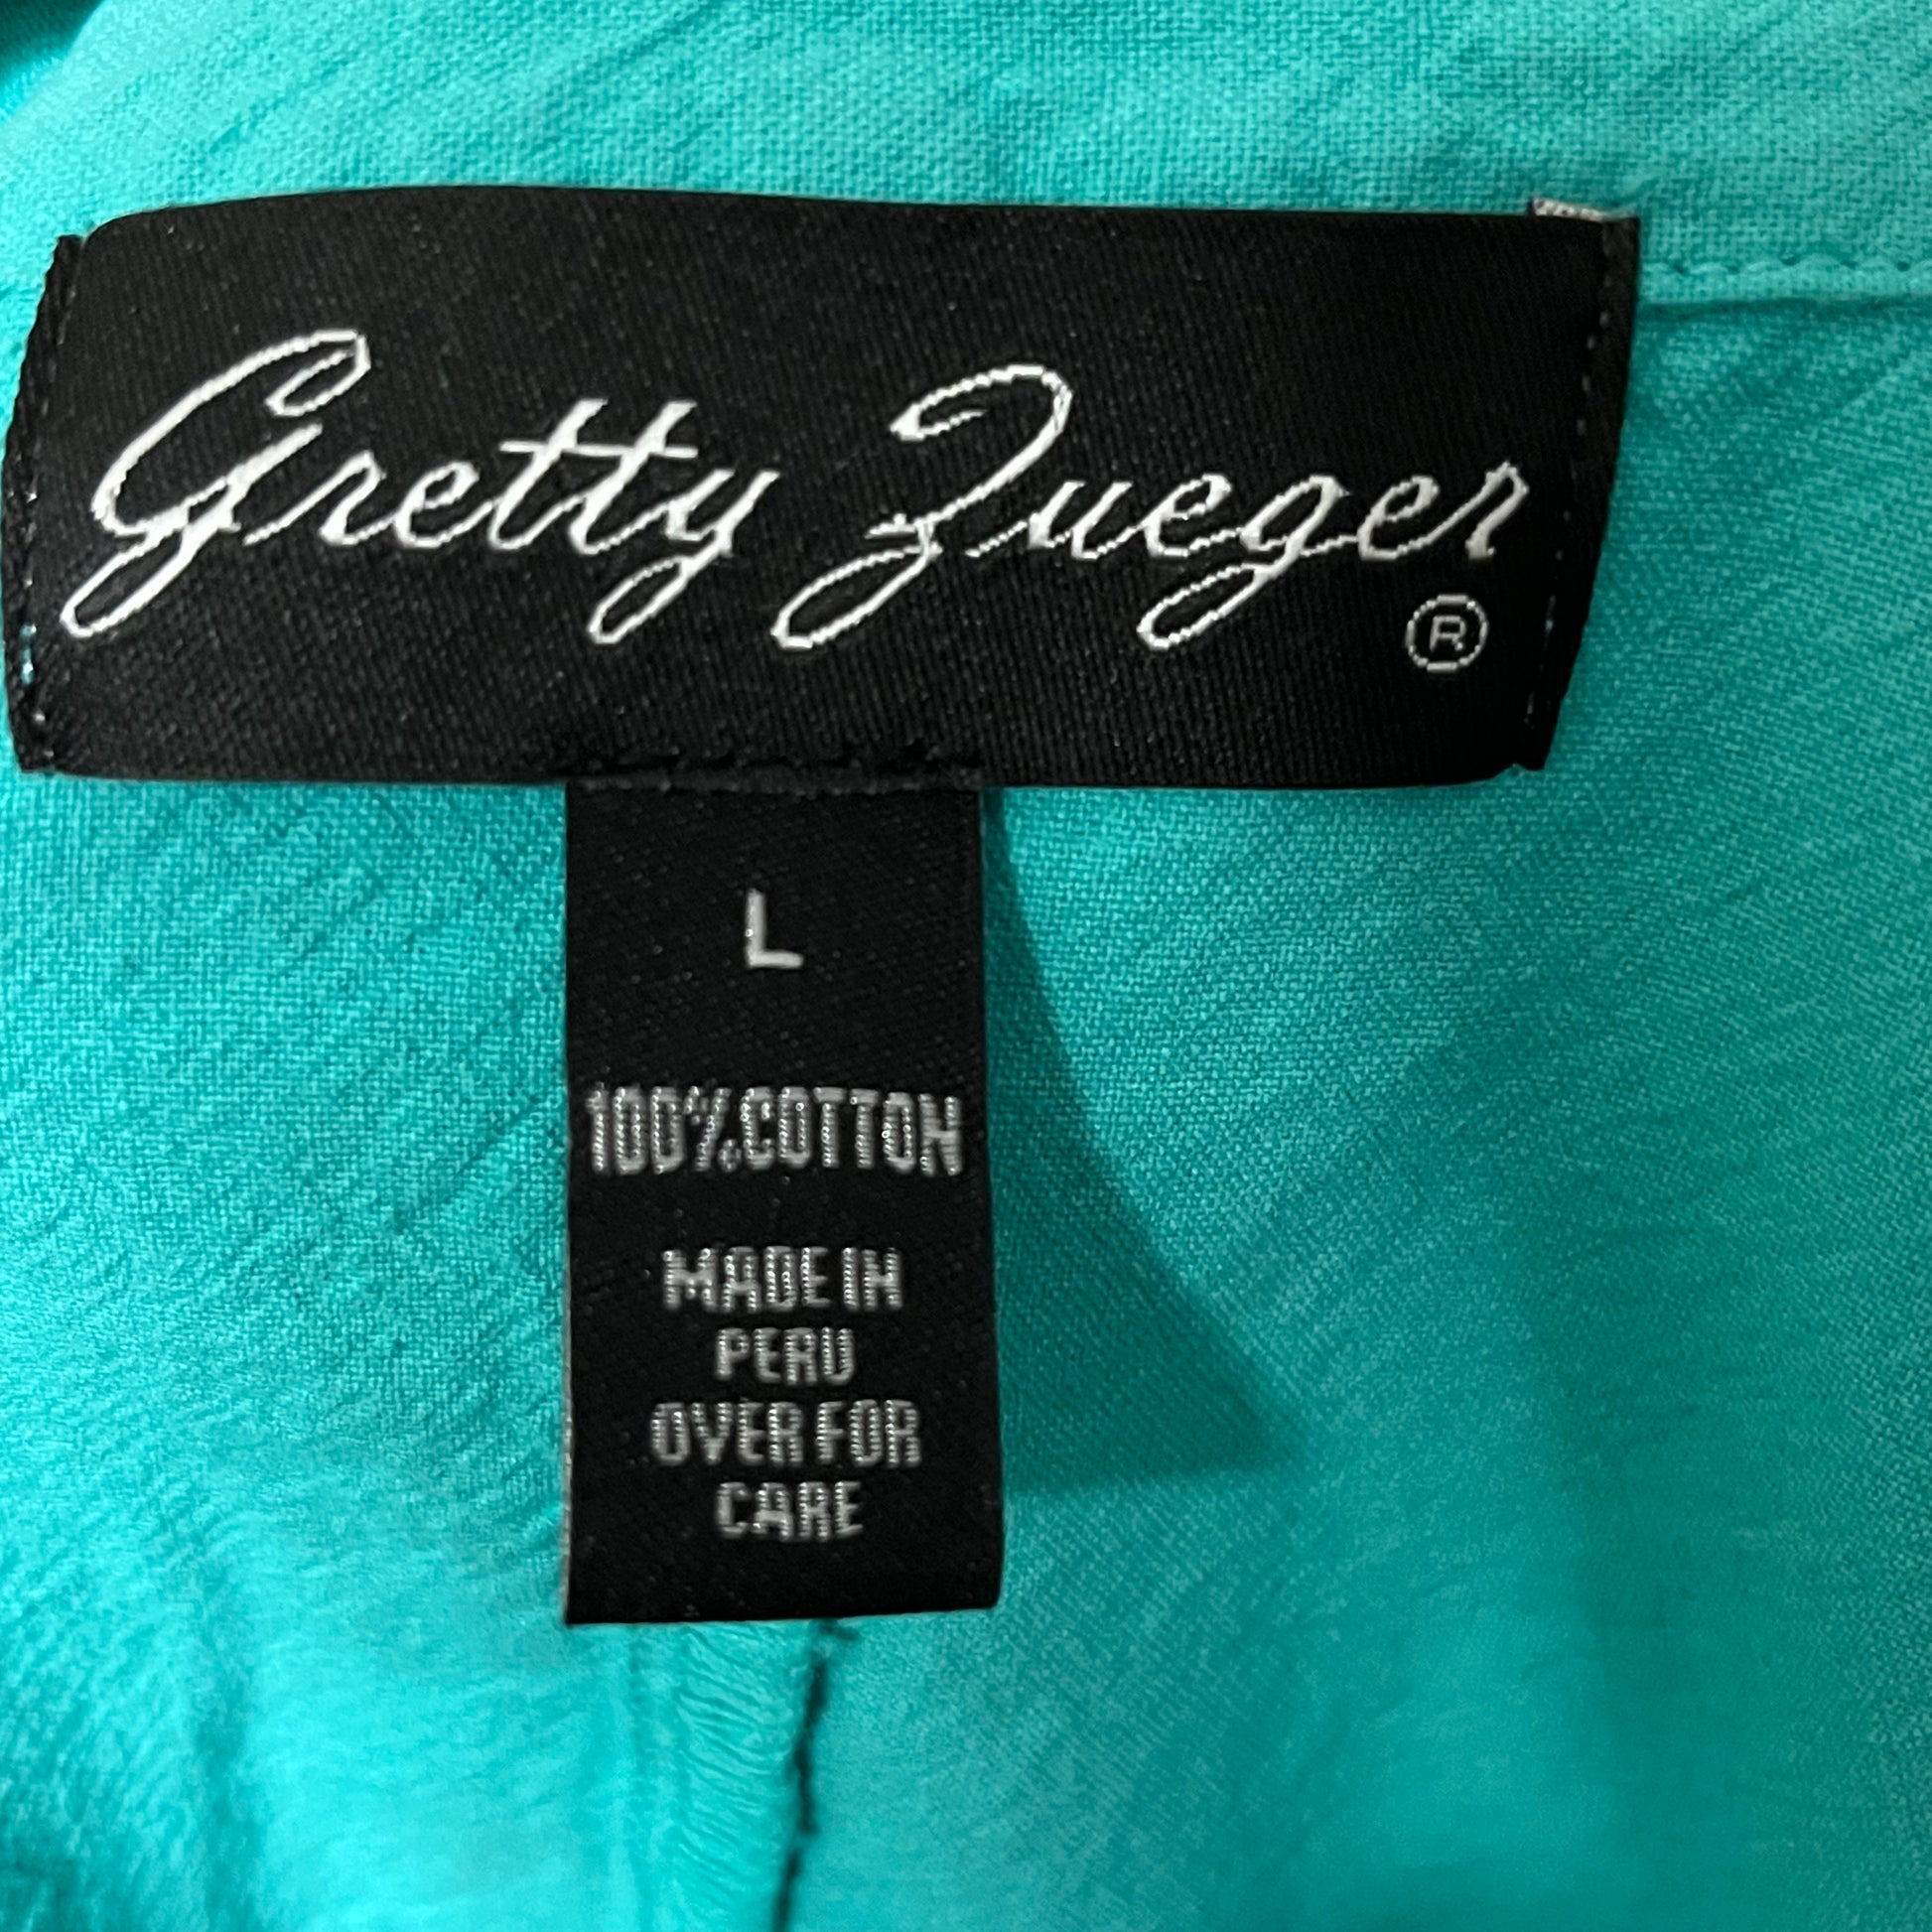 Gretty Zueger
®
L
100%COTTON
MADE IN
PERU
OVER FOR
CARE